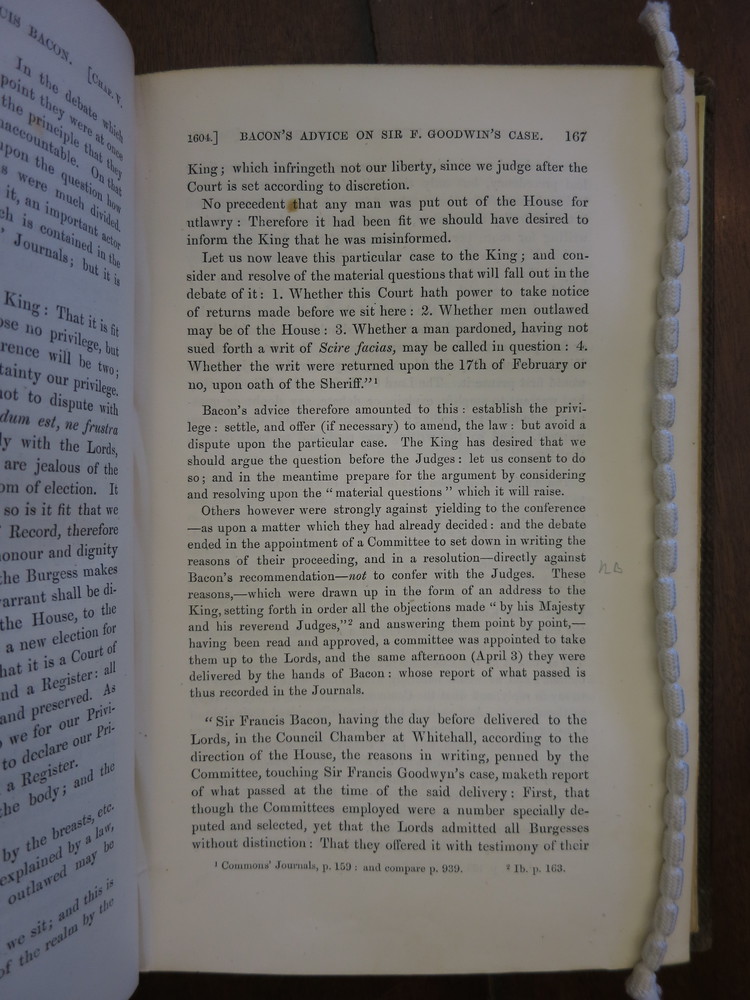 CIS BACON. [CHAP. V.
In the debate which
point they were at once
the principle that they
naccountable. On that
upon the question how
s were much divided.
it, an important actor
ch is contained in the
' Journals; but it is
King: That it is fit
ose no privilege, but
rence will be two;
tainty our privilege.
not to dispute with
dum est, ne frustra
ly with the Lords,
are jealous of the
om of election. It
so is it fit that we
Record, therefore
honour and dignity
the Burgess makes
arrant shall be di-
the House, to the
a new election for
hat it is a Court of
nd a Register: all
and preserved. As
we for our Privi-
to declare our Pri-
a Register.
the body; and the
by the breasts, etc.
explained by a law,
outlawed may be
we sit; and this is
of the realm by the
1604.] BACON'S ADVICE ON SIR F. GOODWIN'S CASE. 167
King; which infringeth not our liberty, since we judge after the
Court is set according to discretion.
No precedent that any man was put out of the House for
utlawry: Therefore it had been fit we should have desired to
inform the King that he was misinformed.
Let us now leave this particular case to the King; and con-
sider and resolve of the material questions that will fall out in the
debate of it: 1. Whether this Court hath power to take notice
of returns made before we sit here: 2. Whether men outlawed
may be of the House: 3. Whether a man pardoned, having not
sued forth a writ of Scire facias, may be called in question: 4.
Whether the writ were returned upon the 17th of February or
no, upon oath of the Sheriff."1
Bacon's advice therefore amounted to this: establish the privi-
lege: settle, and offer (if necessary) to amend, the law: but avoid a
dispute upon the particular case. The King has desired that we
should argue the question before the Judges: let us consent to do
so; and in the meantime prepare for the argument by considering
and resolving upon the "material questions" which it will raise.
Others however were strongly against yielding to the conference
—as upon a matter which they had already decided: and the debate
ended in the appointment of a Committee to set down in writing the
reasons of their proceeding, and in a resolution—directly against
Bacon's recommendation—not to confer with the Judges. These
reasons,—which were drawn up in the form of an address to the
King, setting forth in order all the objections made "by his Majesty
and his reverend Judges,"2 and answering them point by point,—
having been read and approved, a committee was appointed to take
them up to the Lords, and the same afternoon (April 3) they were
delivered by the hands of Bacon: whose report of what passed is
thus recorded in the Journals.
"Sir Francis Bacon, having the day before delivered to the
Lords, in the Council Chamber at Whitehall, according to the
direction of the House, the reasons in writing, penned by the
Committee, touching Sir Francis Goodwyn's case, maketh report
of what passed at the time of the said delivery: First, that
though the Committees employed were a number specially de-
puted and selected, yet that the Lords admitted all Burgesses
without distinction: That they offered it with testimony of their
1 Commons' Journals, p. 159: and compare p. 939. 2 Ib. p. 163.